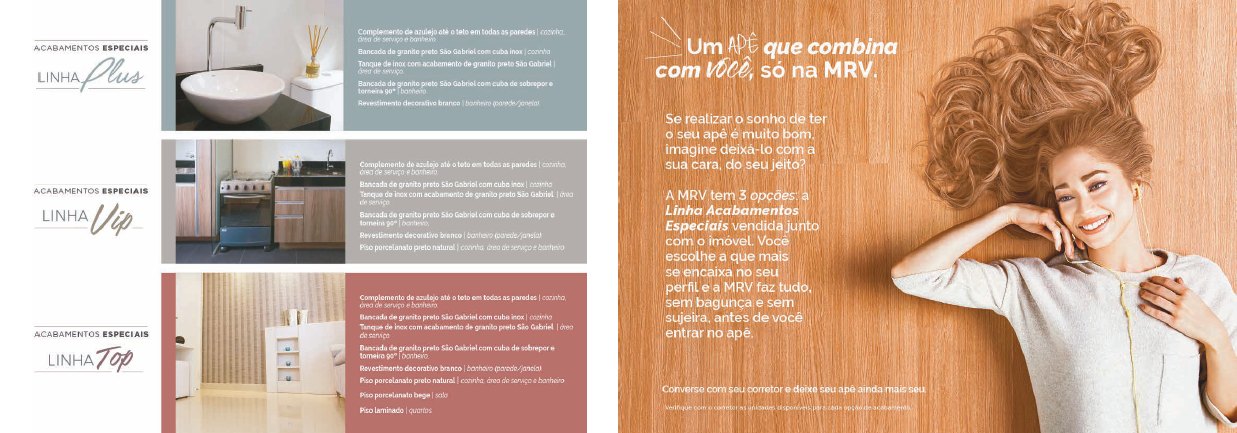 ACABAMENTOS ESPECIAIS
LINHA Plus
Complemento de azulejo até o teto em todas as paredes | cozinha,
área de serviço e banheiro
Bancada de granito preto São Gabriel com cuba inox | cozinha
Tanque de inox com acabamento de granito preto São Gabriel |
área de serviço
Bancada de granito preto São Gabriel com cuba de sobrepor e
torneira 90º | banheiro
Revestimento decorativo branco | banheiro (parede/janela)
ACABAMENTOS ESPECIAIS
LINHA Vip
Complemento de azulejo até o teto em todas as paredes | cozinha,
área de serviço e banheiro
Bancada de granito preto São Gabriel com cuba inox | cozinha
Tanque de inox com acabamento de granito preto São Gabriel | área
de serviço
Bancada de granito preto São Gabriel com cuba de sobrepor e
torneira 90º | banheiro.
Revestimento decorativo branco | banheiro (parede/janela)
Piso porcelanato preto natural | cozinha, área de serviço e banheiro
ACABAMENTOS ESPECIAIS
LINHA Top
Complemento de azulejo até o teto em todas as paredes | cozinha,
área de serviço e banheiro.
Bancada de granito preto São Gabriel com cuba inox | cozinha
Tanque de inox com acabamento de granito preto São Gabriel | área
de serviço
Bancada de granito preto São Gabriel com cuba de sobrepor e
torneira 90º | banheiro.
Revestimento decorativo branco | banheiro (parede/janela)
Piso porcelanato preto natural | cozinha, área de serviço e banheiro
Piso porcelanato bege | sala
Piso laminado | quartos
Um APÊ que combina
com VOCÊ, só na MRV.
Se realizar o sonho de ter
o seu apê é muito bom,
imagine deixá-lo com a
sua cara, do seu jeito?
A MRV tem 3 opções: a
Linha Acabamentos
Especiais vendida junto
com o imóvel. Você
escolhe a que mais
se encaixa no seu
perfil e a MRV faz tudo,
sem bagunça e sem
sujeira, antes de você
entrar no apê.
Converse com seu corretor e deixe seu apê ainda mais seu.
Verifique com o corretor as unidades disponíveis para cada opção de acabamento.